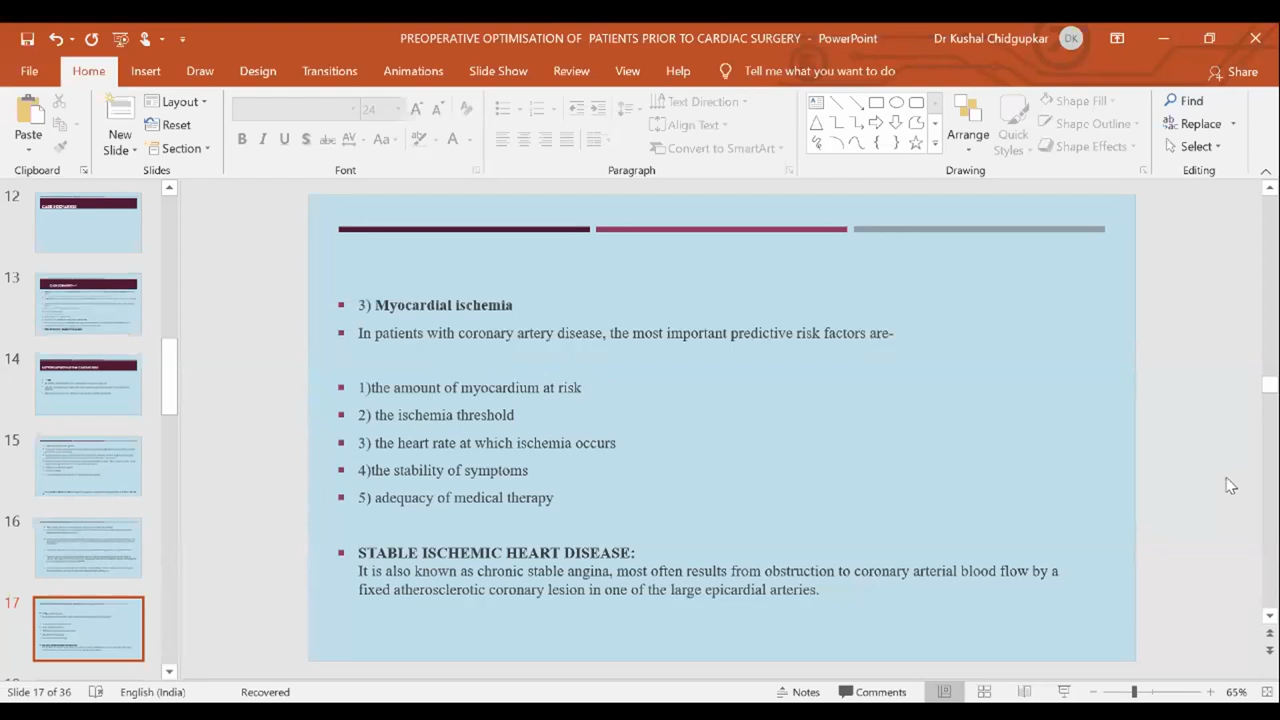 PREOPERATIVE OPTIMISATION OF PATIENTS PRIOR TO CARDIAC SURGERY - PowerPoint
Dr Kushal Chidgupkar
DK
File Home Insert Draw Design Transitions Animations Slide Show Review View Help Tell me what you want to do Share
Paste
New Slide
Layout
Reset
Section
24
B I U S ab AV Aa A
Text Direction
Align Text
Convert to SmartArt
Arrange
Quick Styles
Shape Fill
Shape Outline
Shape Effects
Find
Replace
Select
Clipboard Slides Font Paragraph Drawing Editing
12
13
14
15
16
17
3) Myocardial ischemia
In patients with coronary artery disease, the most important predictive risk factors are-
1)the amount of myocardium at risk
2) the ischemia threshold
3) the heart rate at which ischemia occurs
4)the stability of symptoms
5) adequacy of medical therapy
STABLE ISCHEMIC HEART DISEASE:
It is also known as chronic stable angina, most often results from obstruction to coronary arterial blood flow by a
fixed atherosclerotic coronary lesion in one of the large epicardial arteries.
Slide 17 of 36 English (India) Recovered Notes Comments 65%